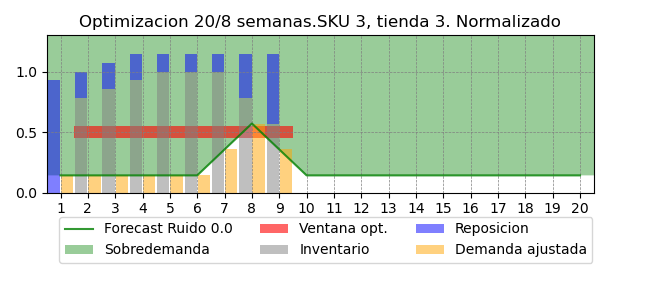 Optimizacion 20/8 semanas.SKU 3, tienda 3. Normalizado
1.0
0.5
0.0
1 2 3 4 5 6 7 8 9 10 11 12 13 14 15 16 17 18 19 20
Forecast Ruido 0.0 Ventana opt. Reposicion
Sobredemanda Inventario Demanda ajustada